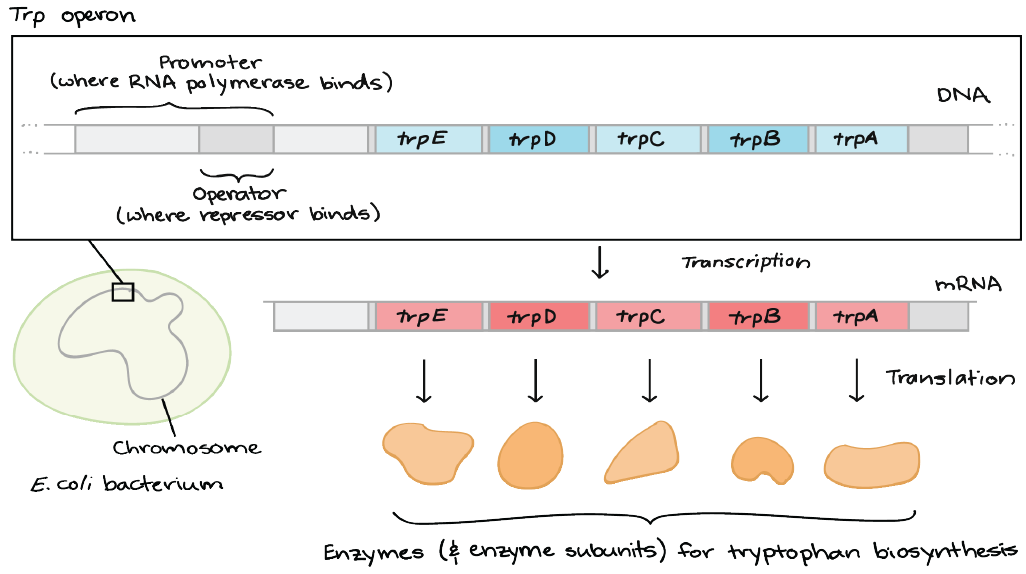 Trp operon
Promoter
(where RNA polymerase binds)
DNA
trpE trpD trpC trpB trpA
Operator
(where repressor binds)
Transcription
mRNA
trpE trpD trpC trpB trpA
Translation
Chromosome
E. coli bacterium
Enzymes (& enzyme subunits) for tryptophan biosynthesis